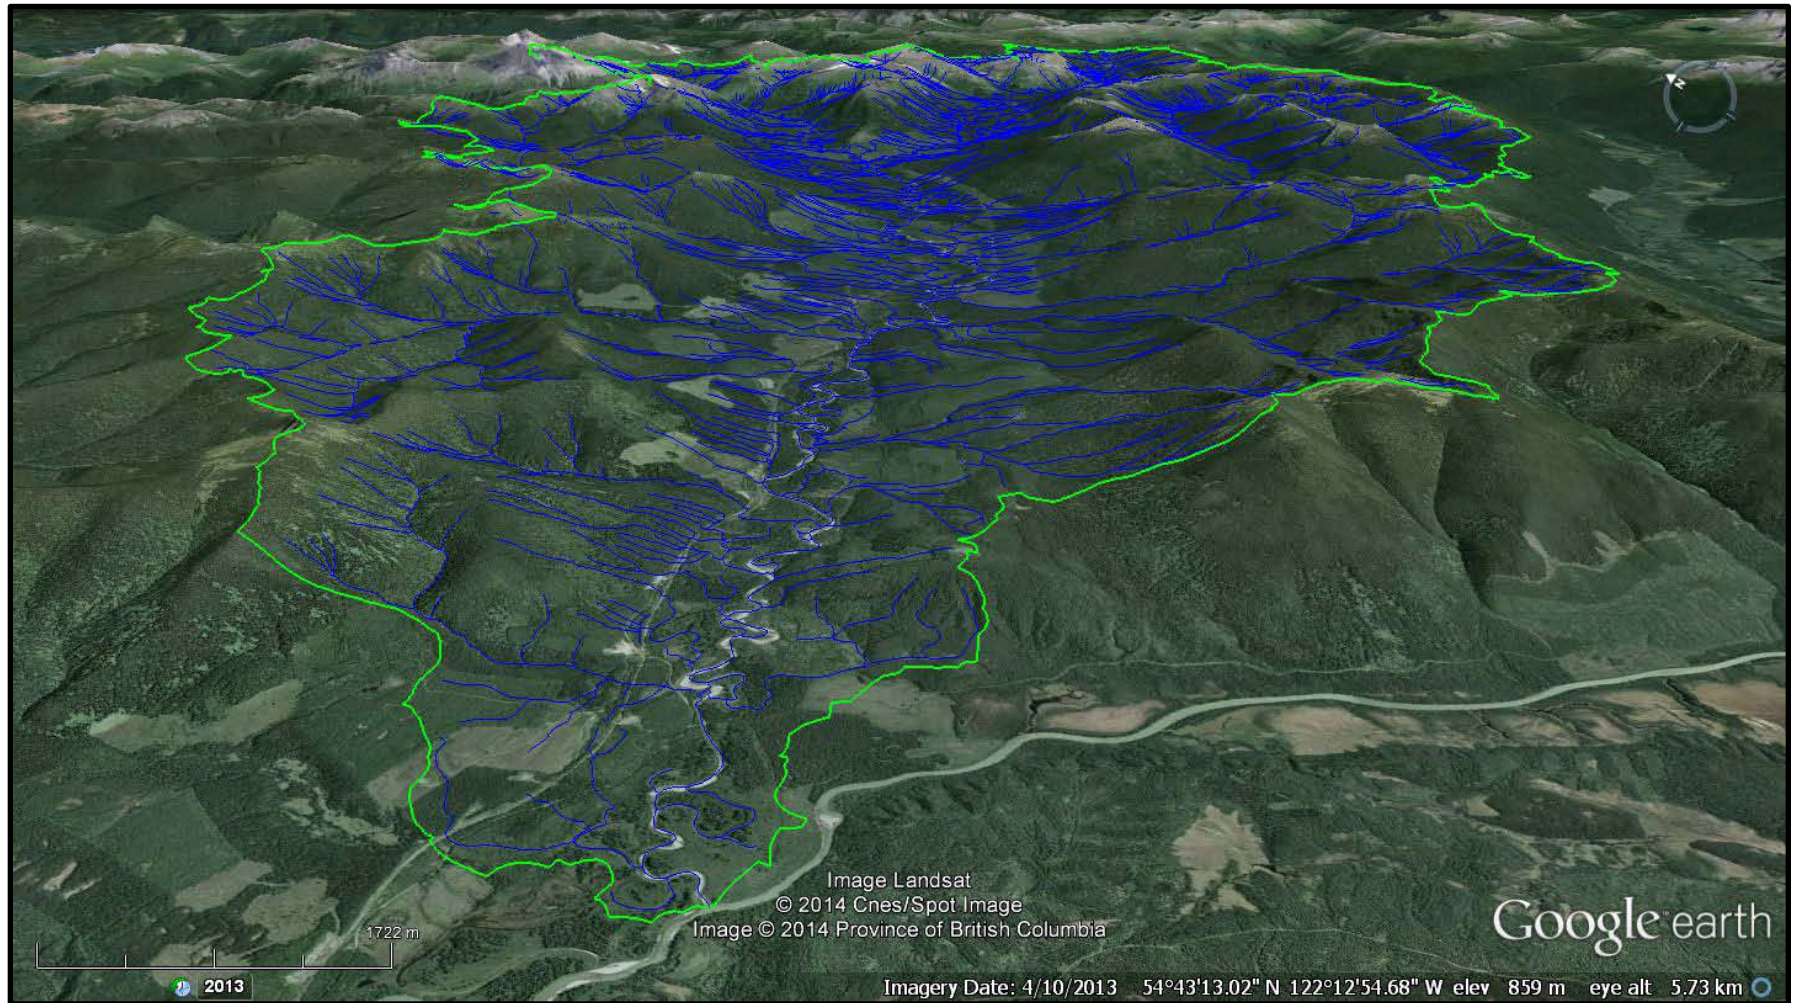 N
1722 m
Image Landsat
© 2014 Cnes/Spot Image
Image © 2014 Province of British Columbia
Google earth
2013
Imagery Date: 4/10/2013 54°43'13.02" N 122°12'54.68" W elev 859 m eye alt 5.73 km